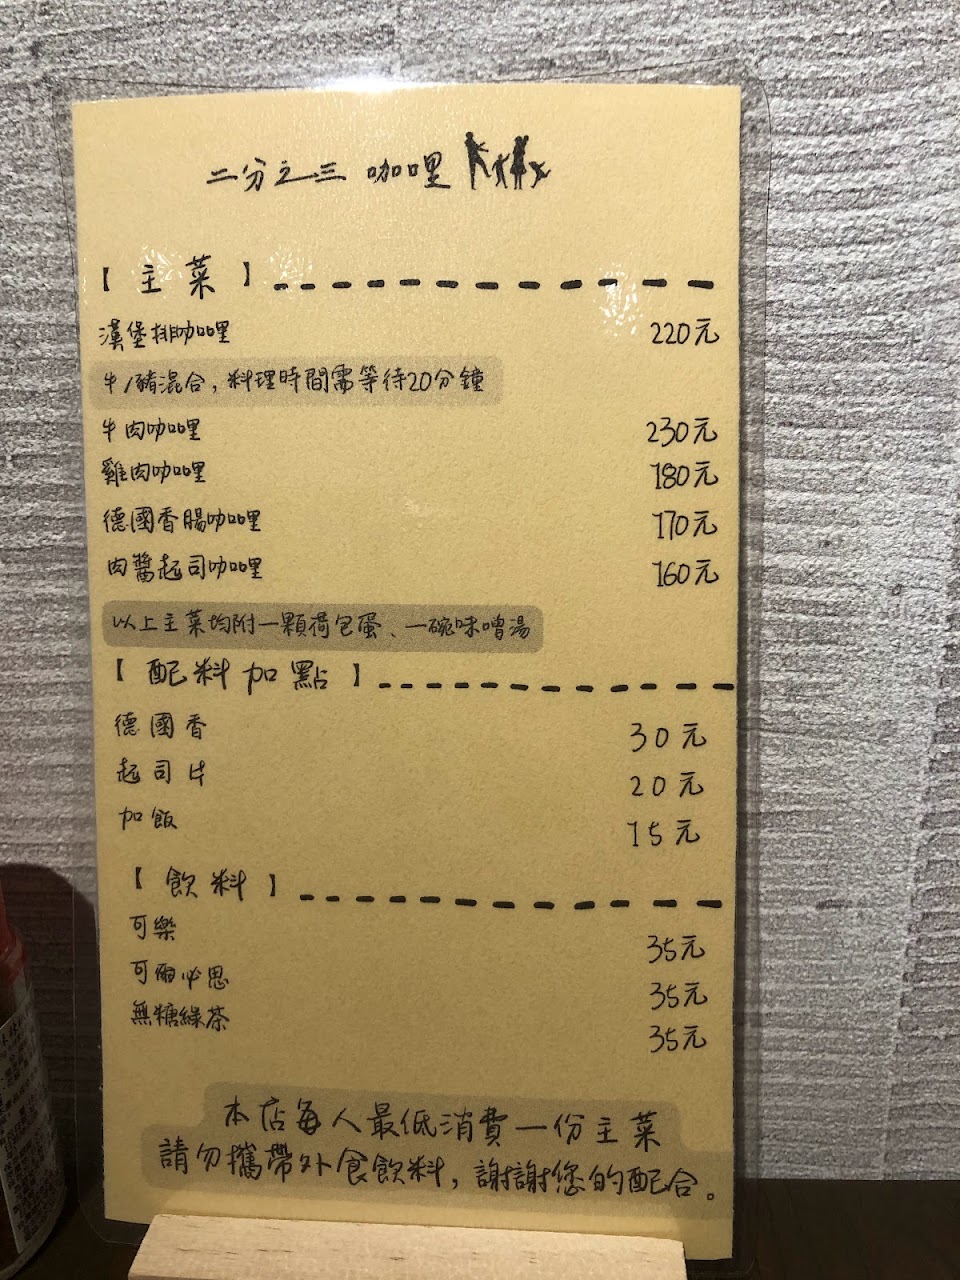 二分之三 咖哩
【 主菜 】
漢堡排咖哩 220元
牛/豬混合，料理時間需等待20分鐘
牛肉咖哩 230元
雞肉咖哩 180元
德國香腸咖哩 170元
肉醬起司咖哩 160元
以上主菜均附一顆荷包蛋、一碗味噌湯
【 配料加點 】
德國香 30元
起司片 20元
加飯 15元
【 飲料 】
可樂 35元
可爾必思 35元
無糖綠茶 35元
本店每人最低消費一份主菜
請勿攜帶外食飲料，謝謝您的配合。